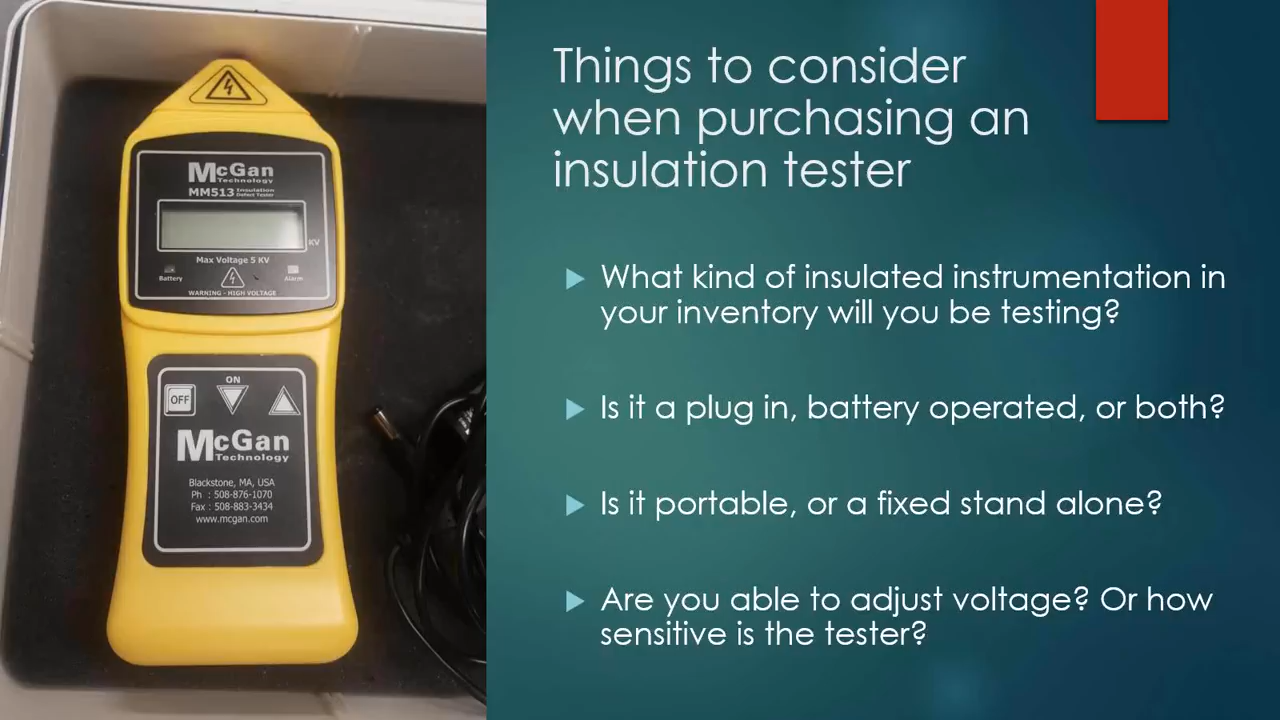 McGan
Technology
MM513 Insulation
Defect Tester
KV
Max Voltage 5 KV
Battery
Alarm
WARNING - HIGH VOLTAGE
ON
OFF
McGan
Technology
Blackstone, MA, USA
Ph : 508-876-1070
Fax : 508-883-3434
www.mcgan.com
Things to consider
when purchasing an
insulation tester
What kind of insulated instrumentation in
your inventory will you be testing?
Is it a plug in, battery operated, or both?
Is it portable, or a fixed stand alone?
Are you able to adjust voltage? Or how
sensitive is the tester?